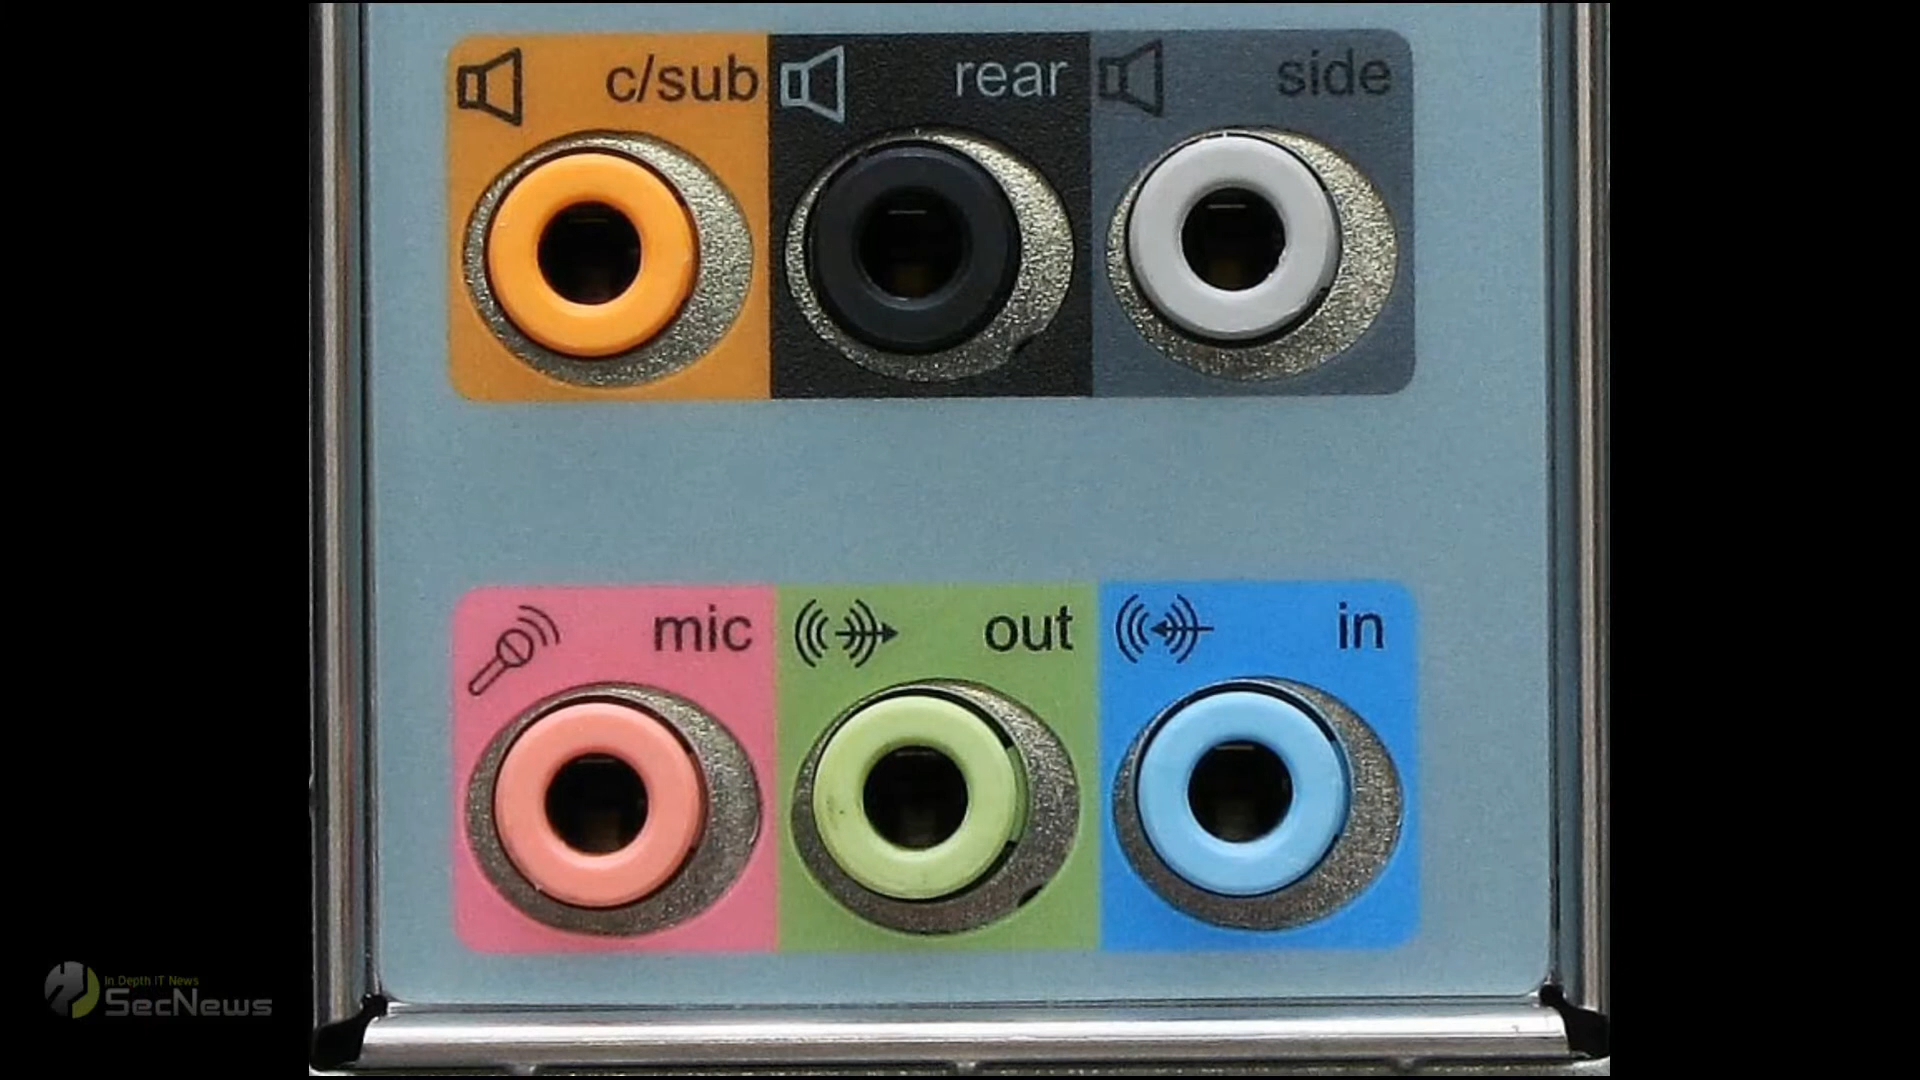 c/sub
rear
side
mic
out
in
In Depth IT News
SecNews